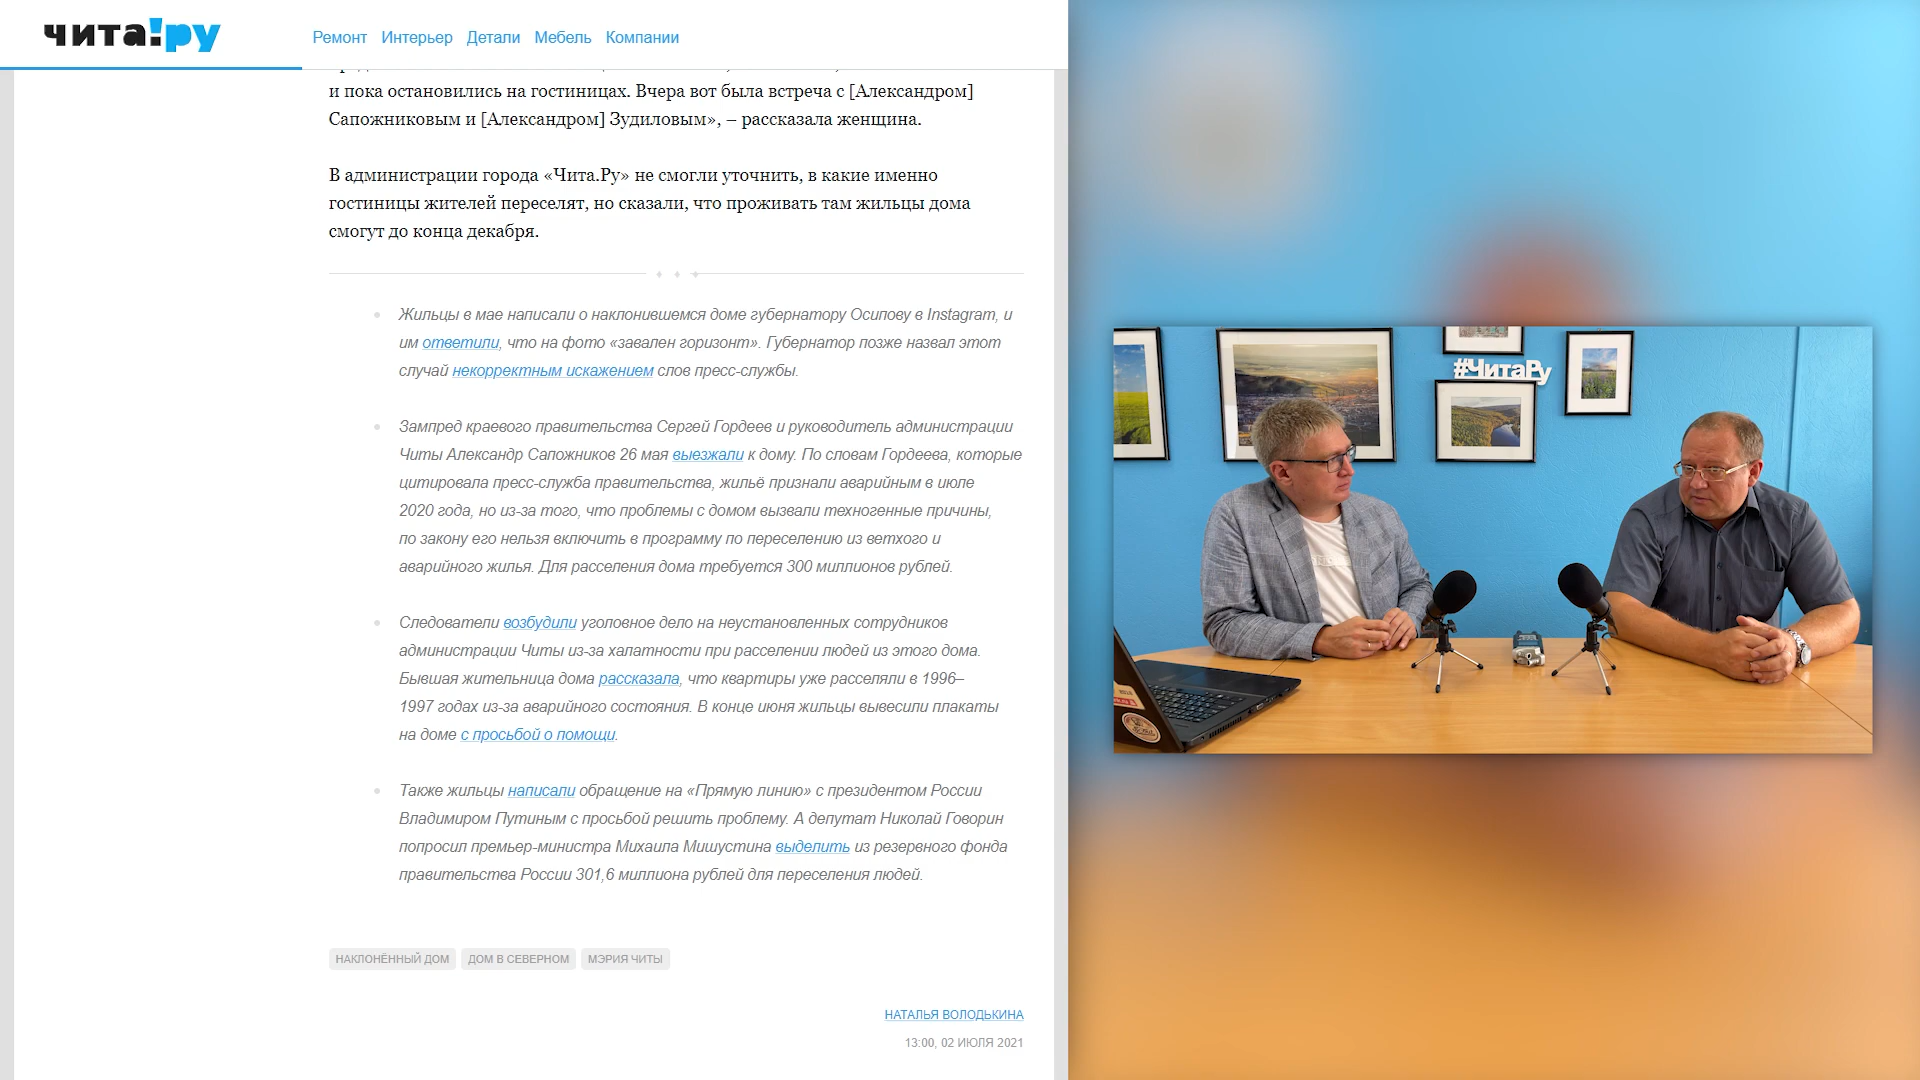 чита!ру
Ремонт Интерьер Детали Мебель Компании
и пока остановились на гостиницах. Вчера вот была встреча с [Александром]
Сапожниковым и [Александром] Зудиловым», – рассказала женщина.
В администрации города «Чита.Ру» не смогли уточнить, в какие именно
гостиницы жителей переселят, но сказали, что проживать там жильцы дома
смогут до конца декабря.
Жильцы в мае написали о наклонившемся доме губернатору Осипову в Instagram, и
им ответили, что на фото «завален горизонт». Губернатор позже назвал этот
случай некорректным искажением слов пресс-службы.
Зампред краевого правительства Сергей Гордеев и руководитель администрации
Читы Александр Сапожников 26 мая выезжали к дому. По словам Гордеева, которые
цитировала пресс-служба правительства, жильё признали аварийным в июле
2020 года, но из-за того, что проблемы с домом вызвали техногенные причины,
по закону его нельзя включить в программу по переселению из ветхого и
аварийного жилья. Для расселения дома требуется 300 миллионов рублей.
Следователи возбудили уголовное дело на неустановленных сотрудников
администрации Читы из-за халатности при расселении людей из этого дома.
Бывшая жительница дома рассказала, что квартиры уже расселяли в 1996–
1997 годах из-за аварийного состояния. В конце июня жильцы вывесили плакаты
на доме с просьбой о помощи.
Также жильцы написали обращение на «Прямую линию» с президентом России
Владимиром Путиным с просьбой решить проблему. А депутат Николай Говорин
попросил премьер-министра Михаила Мишустина выделить из резервного фонда
правительства России 301,6 миллиона рублей для переселения людей.
НАКЛОНЁННЫЙ ДОМ ДОМ В СЕВЕРНОМ МЭРИЯ ЧИТЫ
НАТАЛЬЯ ВОЛОДЬКИНА
13:00, 02 ИЮЛЯ 2021
#ЧитаРу